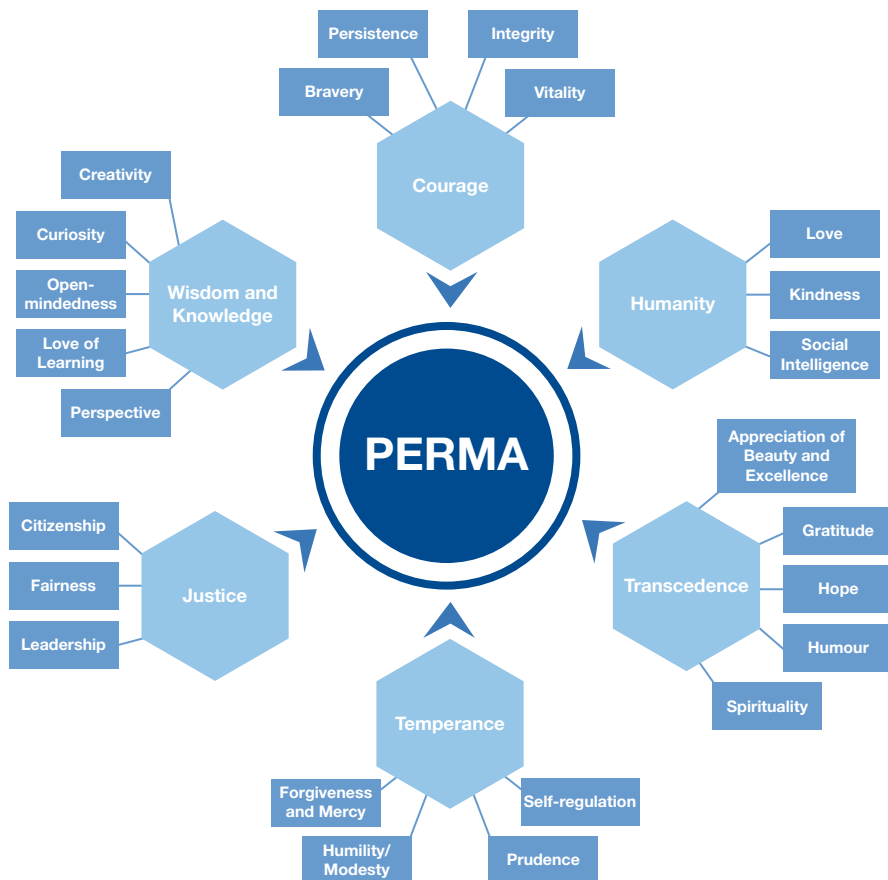 Persistence
Integrity
Bravery
Vitality
Courage
Creativity
Curiosity
Open-
mindedness
Love of
Learning
Perspective
Wisdom and
Knowledge
Love
Kindness
Social
Intelligence
Humanity
PERMA
Appreciation of
Beauty and
Excellence
Gratitude
Hope
Humour
Spirituality
Transcedence
Citizenship
Fairness
Leadership
Justice
Temperance
Forgiveness
and Mercy
Humility/
Modesty
Self-regulation
Prudence